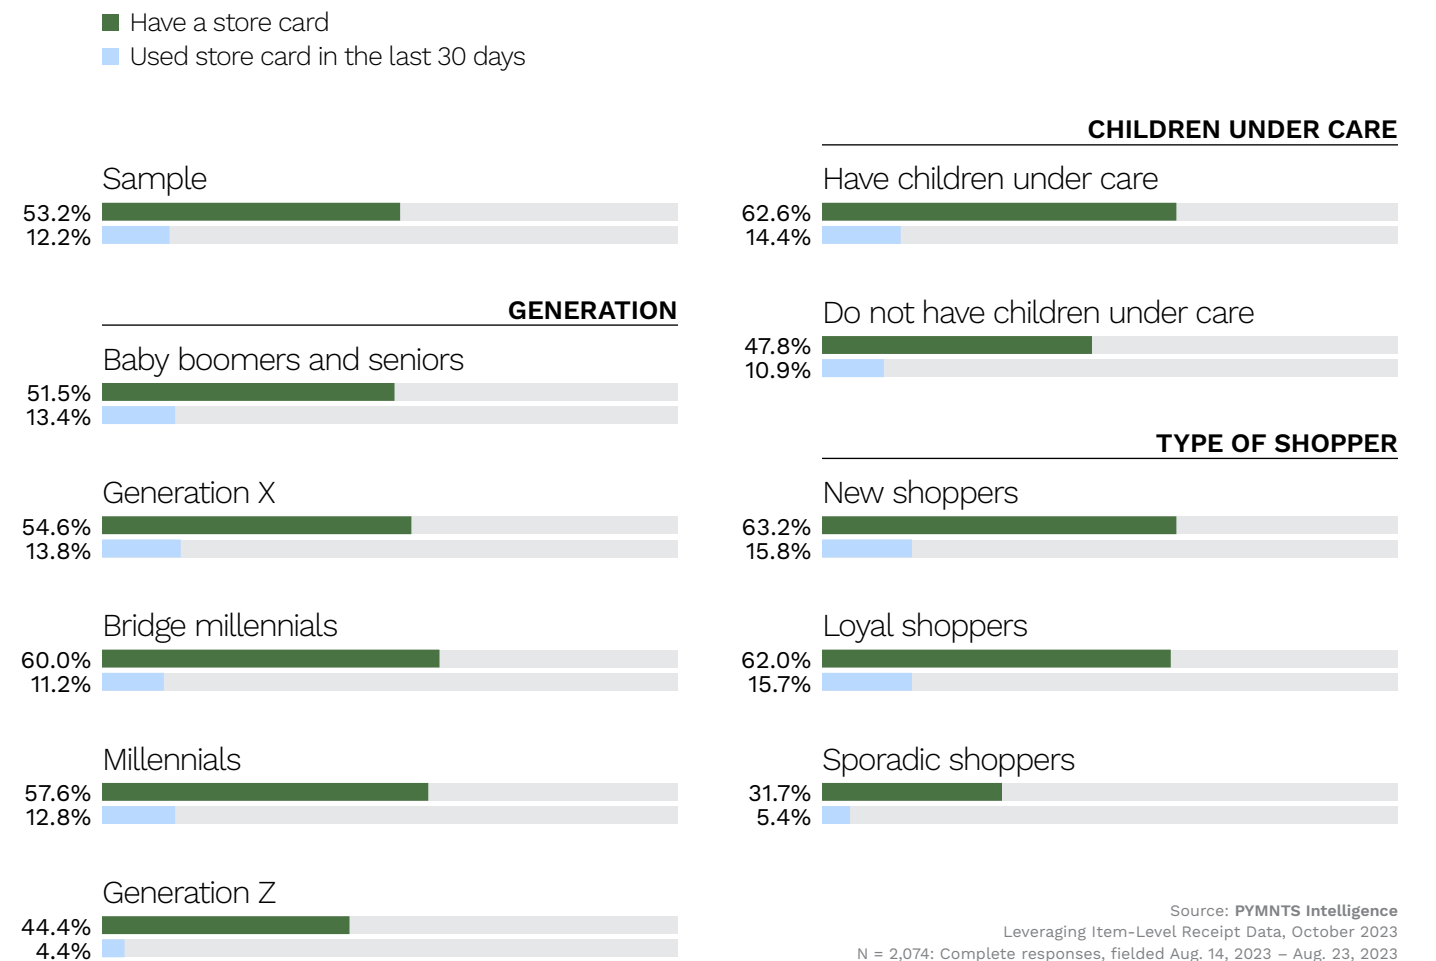 Have a store card
Used store card in the last 30 days
Sample
53.2%
12.2%
GENERATION
Baby boomers and seniors
51.5%
13.4%
Generation X
54.6%
13.8%
Bridge millennials
60.0%
11.2%
Millennials
57.6%
12.8%
Generation Z
44.4%
4.4%
CHILDREN UNDER CARE
Have children under care
62.6%
14.4%
Do not have children under care
47.8%
10.9%
TYPE OF SHOPPER
New shoppers
63.2%
15.8%
Loyal shoppers
62.0%
15.7%
Sporadic shoppers
31.7%
5.4%
Source: PYMNTS Intelligence
Leveraging Item-Level Receipt Data, October 2023
N = 2,074: Complete responses, fielded Aug. 14, 2023 – Aug. 23, 2023